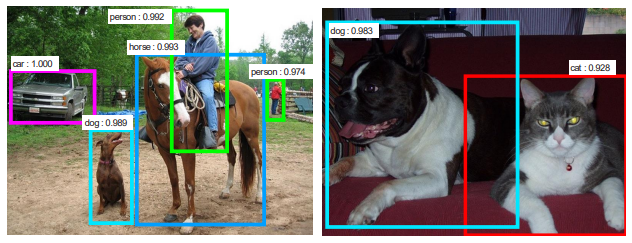 person : 0.992
horse : 0.993
car : 1.000
person : 0.974
dog : 0.989
dog : 0.983
cat : 0.928